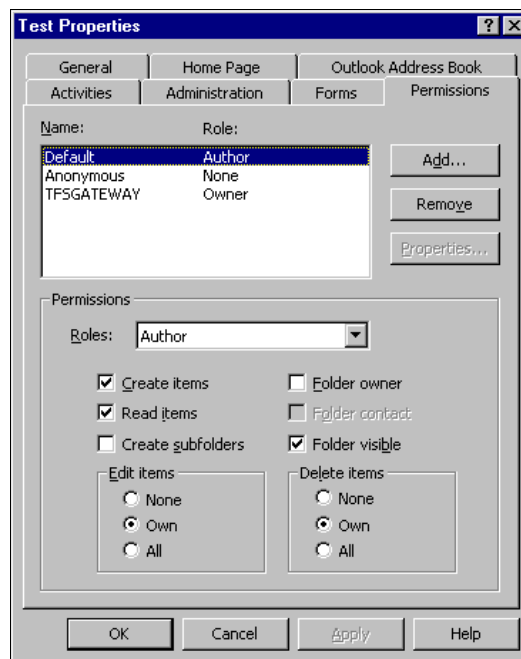 Test Properties
General Home Page Outlook Address Book
Activities Administration Forms Permissions
Name: Role:
Default Author
Anonymous None
TFSGATEWAY Owner
Add...
Remove
Properties...
Permissions
Roles: Author
Create items Folder owner
Read items Folder contact
Create subfolders Folder visible
Edit items Delete items
None None
Own Own
All All
OK Cancel Apply Help